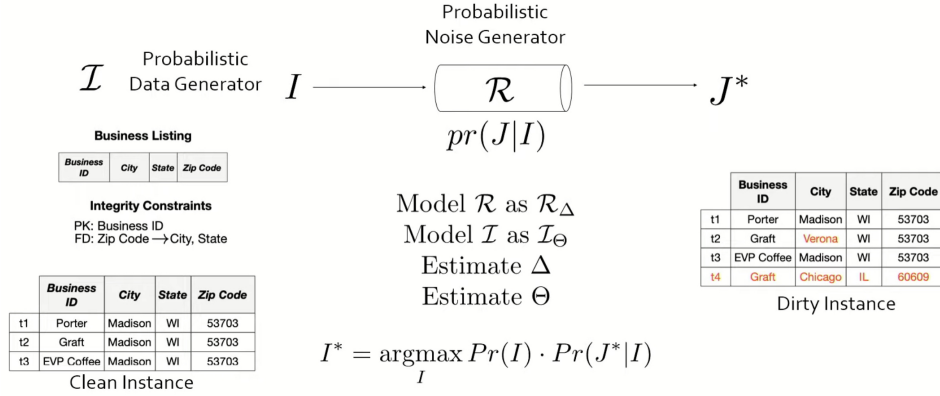 Probabilistic
Noise Generator
Probabilistic
Data Generator
ℐ
I
ℛ
J*
pr(J|I)
Business Listing
Business ID City State Zip Code
Integrity Constraints
PK: Business ID
FD: Zip Code → City, State
Business ID City State Zip Code
t1 Porter Madison WI 53703
t2 Graft Madison WI 53703
t3 EVP Coffee Madison WI 53703
Clean Instance
Model ℛ as ℛ_Δ
Model ℐ as ℐ_Θ
Estimate Δ
Estimate Θ
I* = argmax Pr(I) · Pr(J*|I)
I
Business ID City State Zip Code
t1 Porter Madison WI 53703
t2 Graft Verona WI 53703
t3 EVP Coffee Madison WI 53703
t4 Graft Chicago IL 60609
Dirty Instance